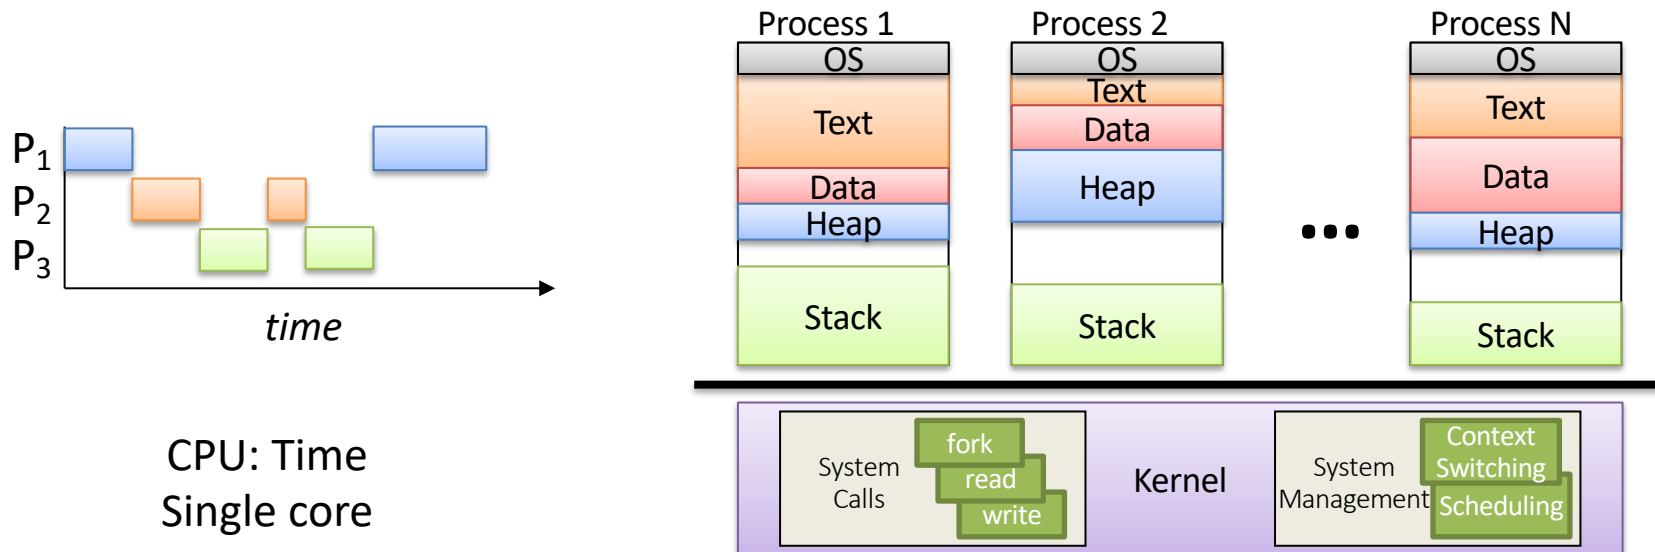 P1
P2
P3
time
CPU: Time
Single core
Process 1
OS
Text
Data
Heap
Stack
Process 2
OS
Text
Data
Heap
Stack
...
Process N
OS
Text
Data
Heap
Stack
System
Calls
fork
read
write
Kernel
System
Management
Context
Switching
Scheduling